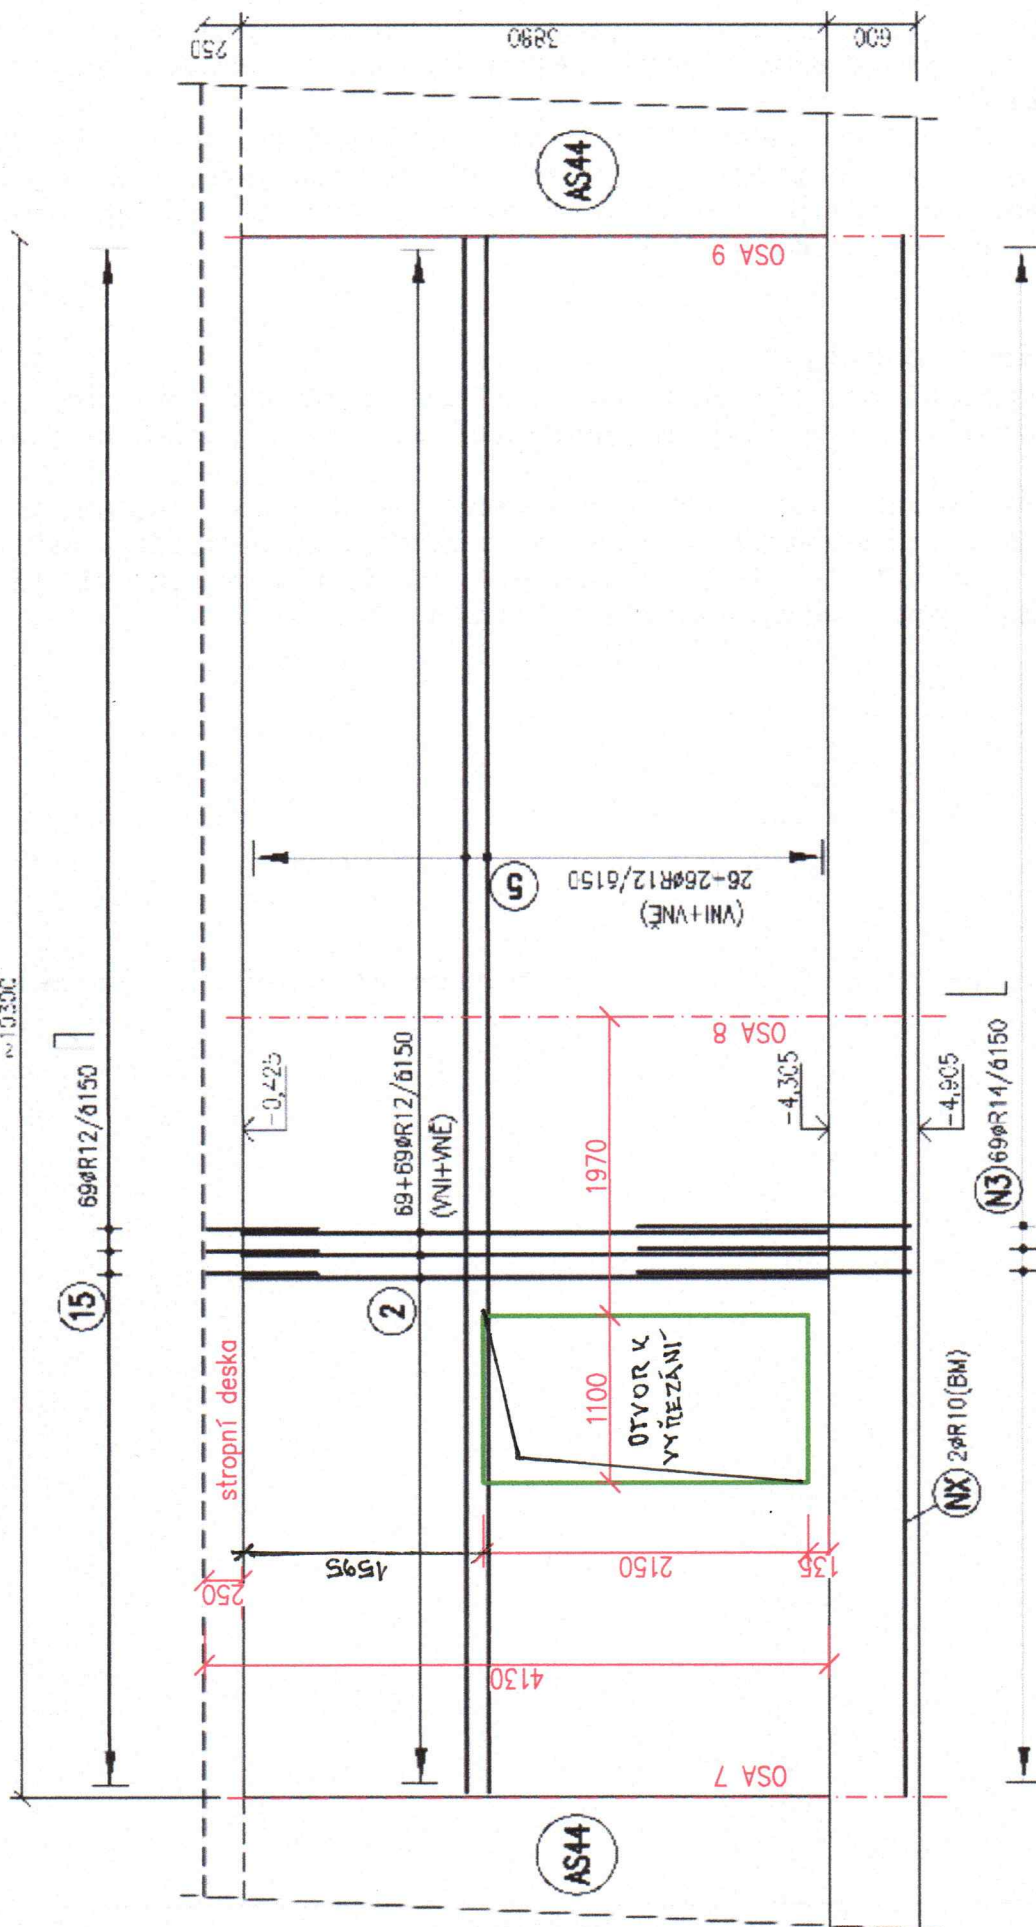 250
3880
600
AS44
OSA 9
(15)
69øR12/á150
69+69øR12/á150
(VNI+VNĚ)
2
5
26+26øR12/á150
(VNI+VNĚ)
OSA 8
-0,425
-4,305
-4,905
N3 69øR14/á150
1970
1100
OTVOR K
VYŘEZÁNÍ
stropní deska
NX 2øR10(BM)
250
1595
2150
135
4130
OSA 7
AS44